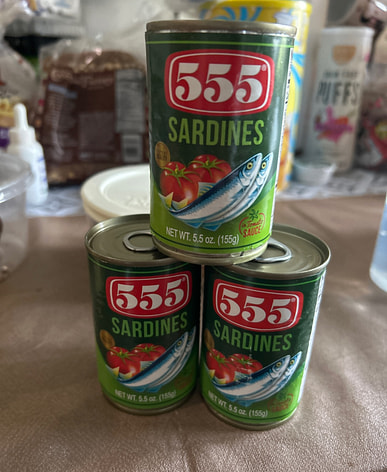 555
SARDINES
NET WT. 5.5 oz. (155g)
SAUCE
PUFFS
555
SARDINES
NET WT. 5.5 oz. (155g)
555
SARDINES
NET WT. 5.5 oz. (155g)